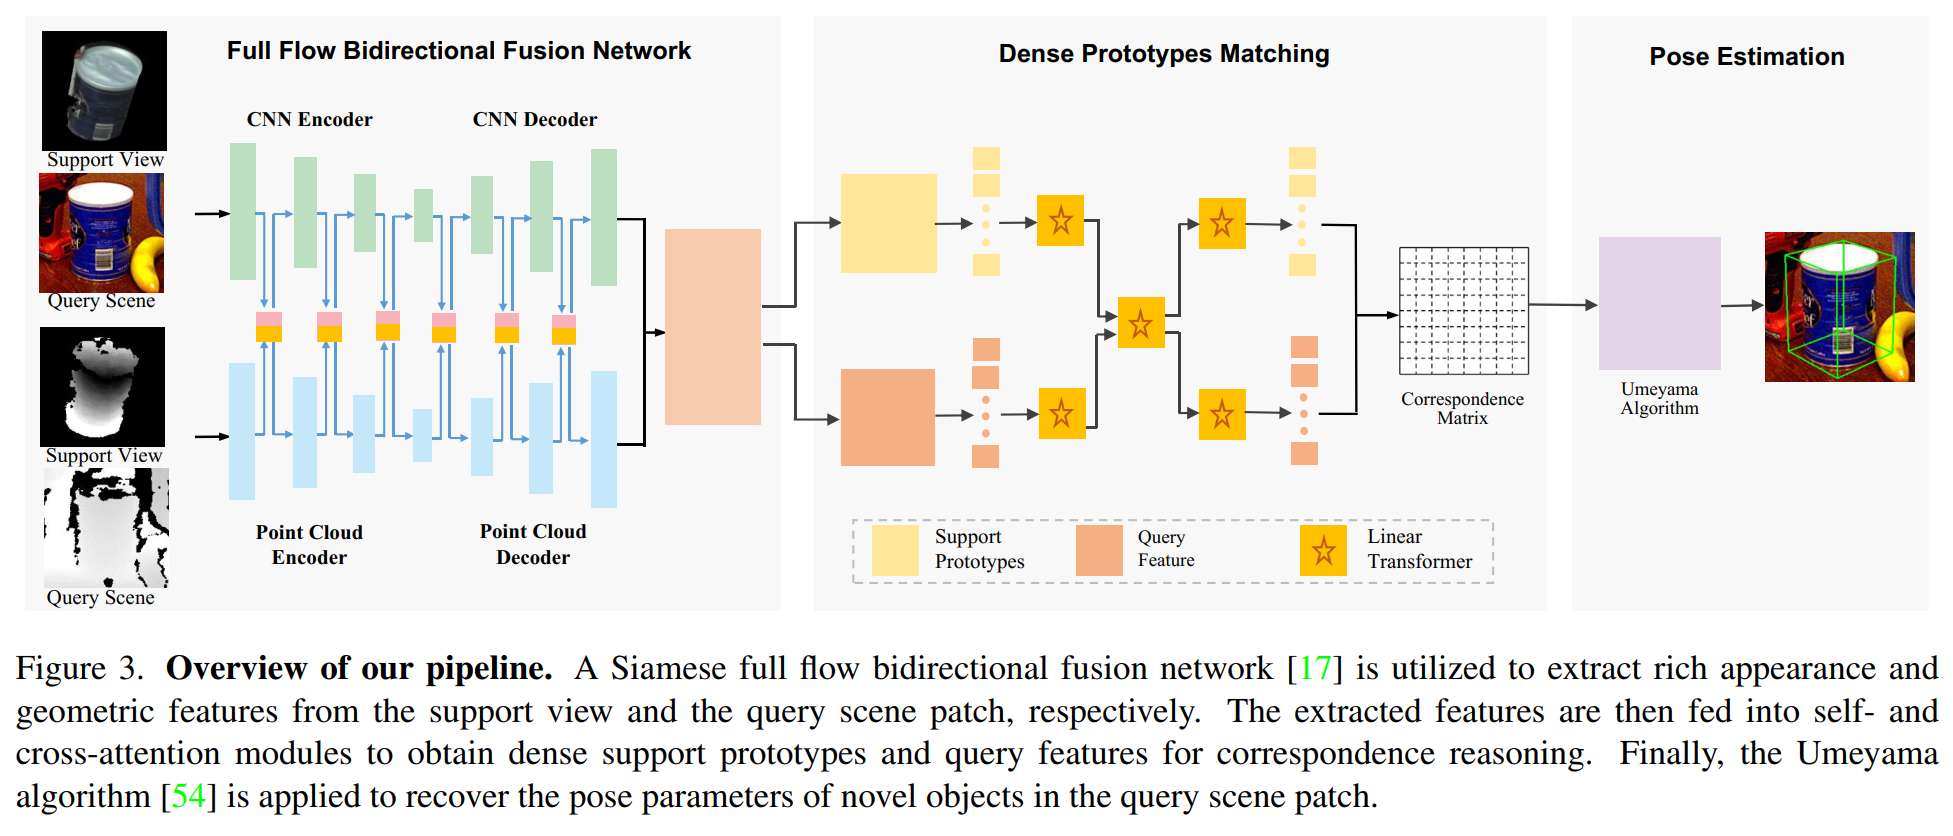 Full Flow Bidirectional Fusion Network
Dense Prototypes Matching
Pose Estimation
CNN Encoder
CNN Decoder
Support View
Query Scene
Support View
Query Scene
Point Cloud
Encoder
Point Cloud
Decoder
Correspondence
Matrix
Umeyama
Algorithm
Support
Prototypes
Query
Feature
Linear
Transformer
Figure 3. Overview of our pipeline. A Siamese full flow bidirectional fusion network [17] is utilized to extract rich appearance and
geometric features from the support view and the query scene patch, respectively. The extracted features are then fed into self- and
cross-attention modules to obtain dense support prototypes and query features for correspondence reasoning. Finally, the Umeyama
algorithm [54] is applied to recover the pose parameters of novel objects in the query scene patch.